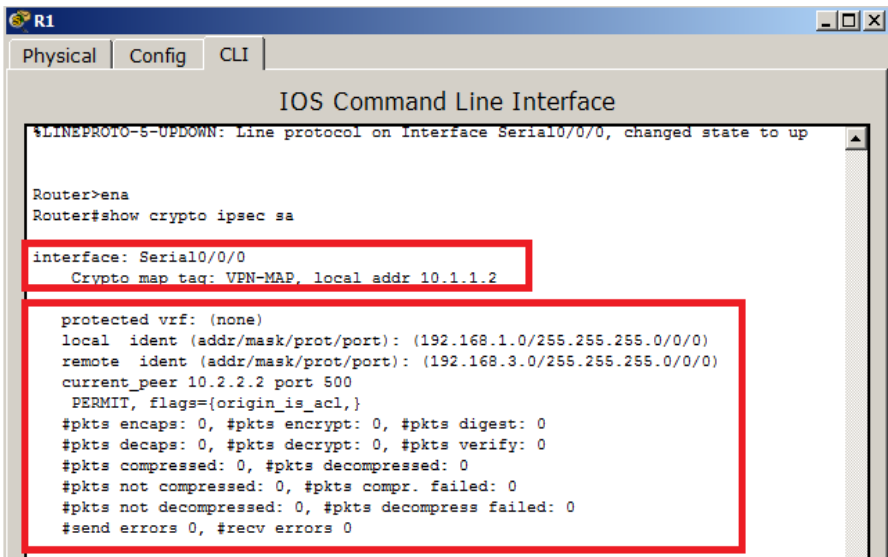 R1
Physical Config CLI
IOS Command Line Interface
%LINEPROTO-5-UPDOWN: Line protocol on Interface Serial0/0/0, changed state to up
Router>ena
Router#show crypto ipsec sa
interface: Serial0/0/0
Crypto map tag: VPN-MAP, local addr 10.1.1.2
protected vrf: (none)
local ident (addr/mask/prot/port): (192.168.1.0/255.255.255.0/0/0)
remote ident (addr/mask/prot/port): (192.168.3.0/255.255.255.0/0/0)
current_peer 10.2.2.2 port 500
PERMIT, flags={origin_is_acl,}
#pkts encaps: 0, #pkts encrypt: 0, #pkts digest: 0
#pkts decaps: 0, #pkts decrypt: 0, #pkts verify: 0
#pkts compressed: 0, #pkts decompressed: 0
#pkts not compressed: 0, #pkts compr. failed: 0
#pkts not decompressed: 0, #pkts decompress failed: 0
#send errors 0, #recv errors 0